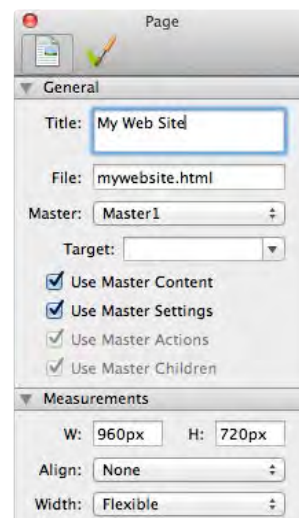 Page
General
Title: My Web Site
File: mywebsite.html
Master: Master1
Target:
Use Master Content
Use Master Settings
Use Master Actions
Use Master Children
Measurements
W: 960px H: 720px
Align: None
Width: Flexible